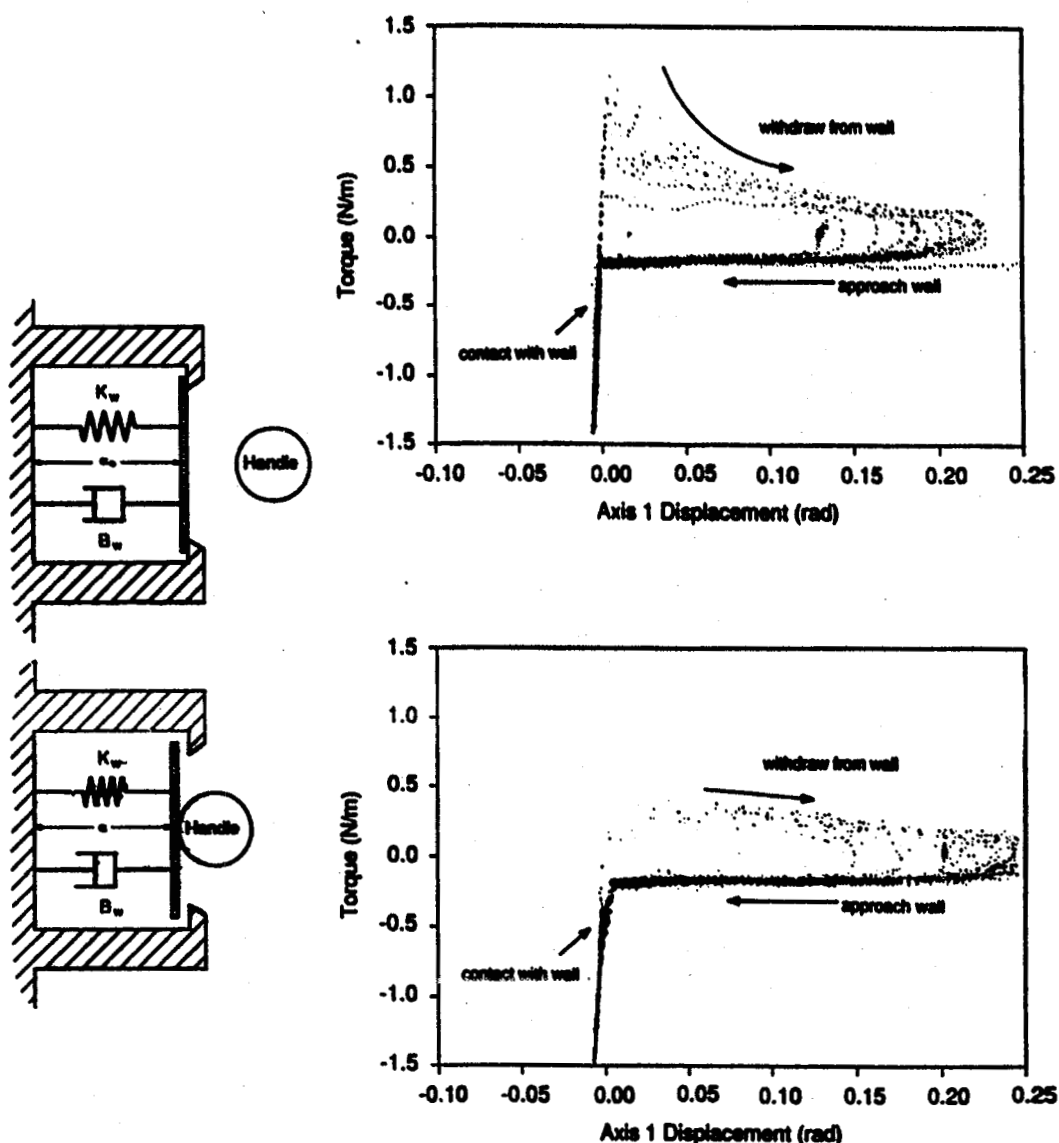 1.5
1.0
0.5
0.0
-0.5
-1.0
-1.5
Torque (N/m)
withdraw from wall
approach wall
contact with wall
-0.10 -0.05 0.00 0.05 0.10 0.15 0.20 0.25
Axis 1 Displacement (rad)
K w
Handle
B w
K w
Handle
B w
1.5
1.0
0.5
0.0
-0.5
-1.0
-1.5
Torque (N/m)
withdraw from wall
approach wall
contact with wall
-0.10 -0.05 0.00 0.05 0.10 0.15 0.20 0.25
Axis 1 Displacement (rad)